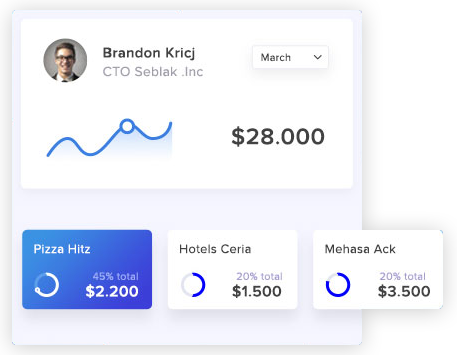 Brandon Kricj
CTO Seblak .Inc
March
$28.000
Pizza Hitz
45% total
$2.200
Hotels Ceria
20% total
$1.500
Mehasa Ack
20% total
$3.500